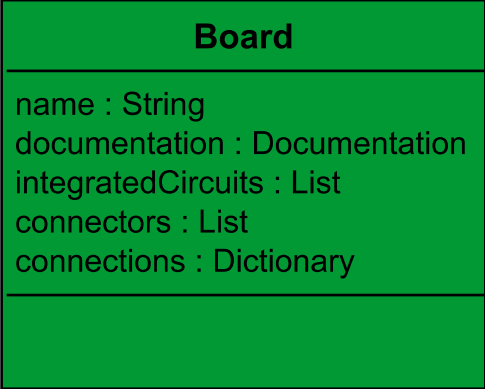 Board
name : String
documentation : Documentation
integratedCircuits : List
connectors : List
connections : Dictionary